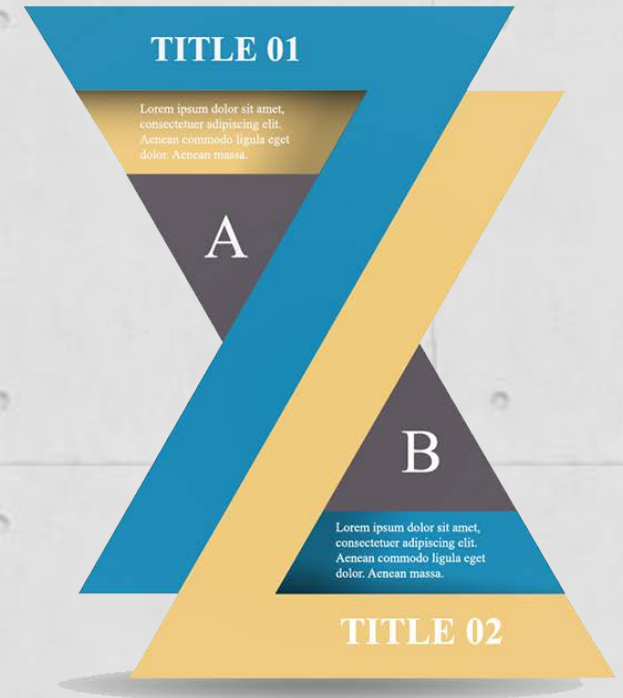 TITLE 01
Lorem ipsum dolor sit amet,
consectetuer adipiscing elit.
Aenean commodo ligula eget
dolor. Aenean massa.
A
B
Lorem ipsum dolor sit amet,
consectetuer adipiscing elit.
Aenean commodo ligula eget
dolor. Aenean massa.
TITLE 02